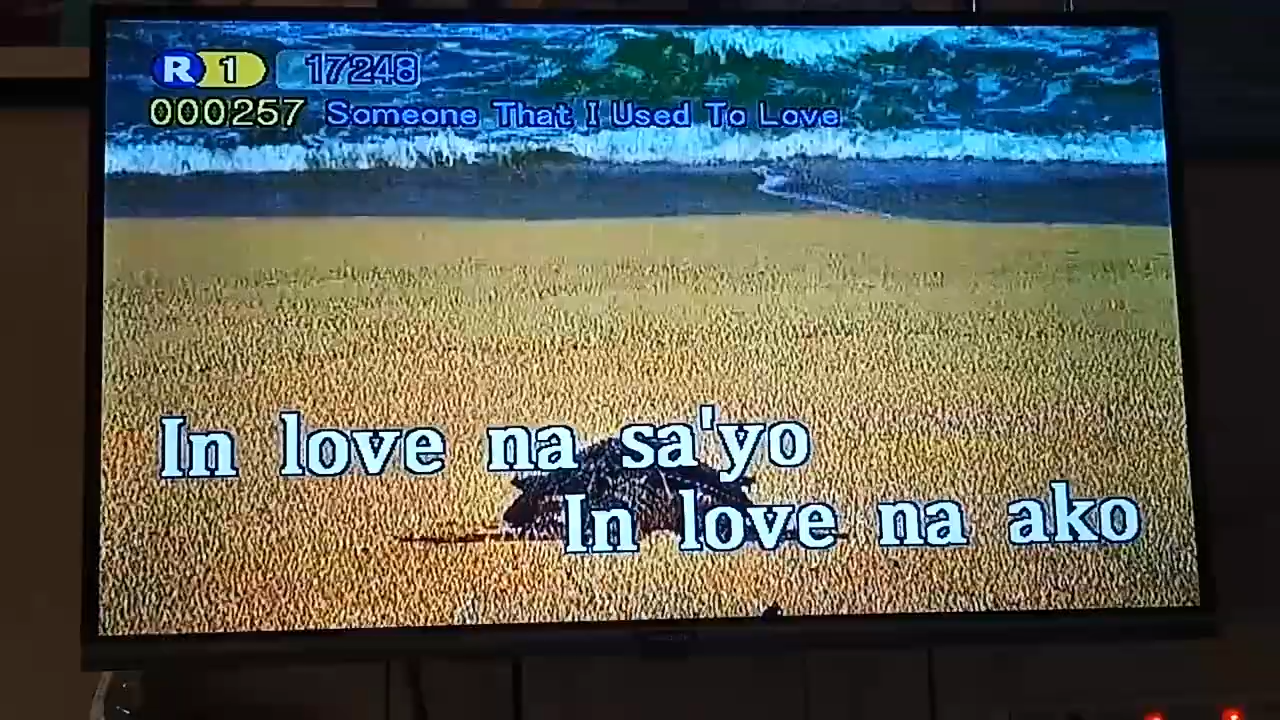 R 1 17248
000257 Someone That I Used To Love
In love na sa'yo
In love na ako